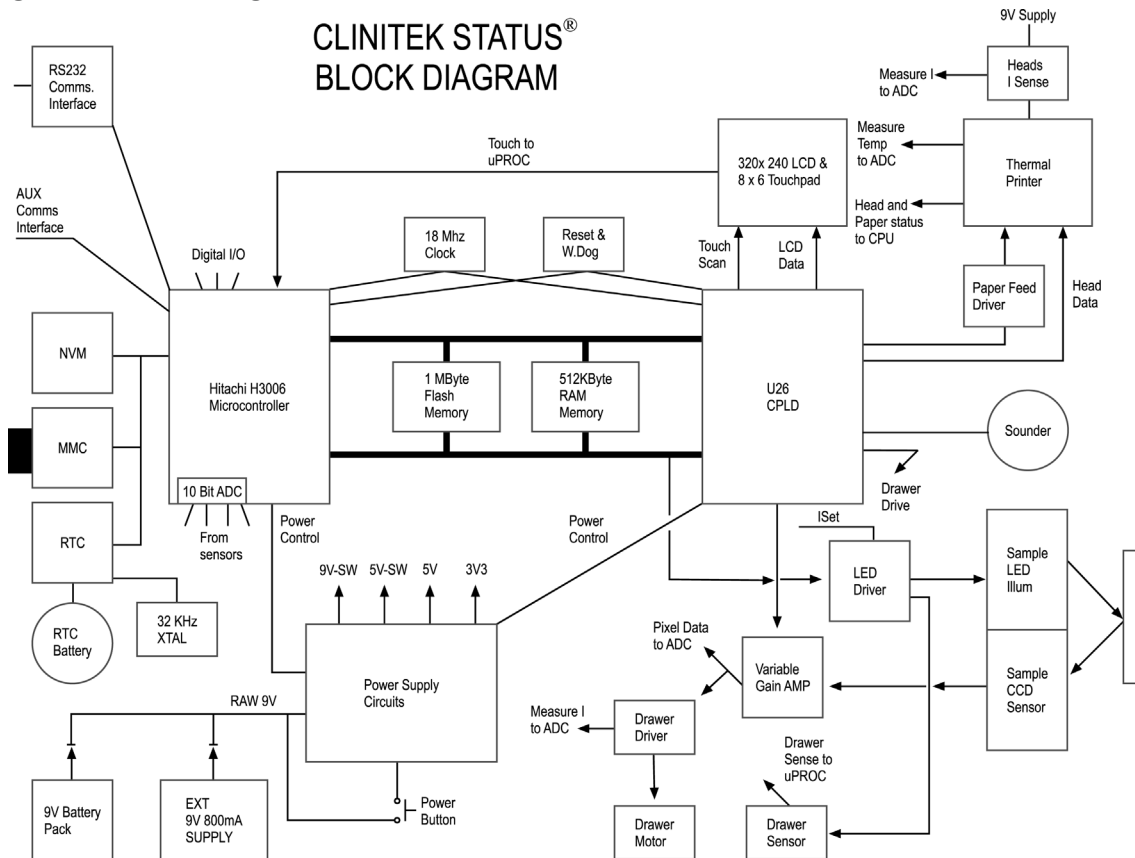 CLINITEK STATUS®
BLOCK DIAGRAM
9V Supply
RS232
Comms.
Interface
Measure I
to ADC
Heads
I Sense
Touch to
uPROC
320x 240 LCD &
8 x 6 Touchpad
Measure
Temp
to ADC
Thermal
Printer
AUX
Comms
Interface
Head and
Paper status
to CPU
Digital I/O
18 Mhz
Clock
Reset &
W.Dog
Touch
Scan
LCD
Data
Paper Feed
Driver
Head
Data
NVM
Hitachi H3006
Microcontroller
1 MByte
Flash
Memory
512KByte
RAM
Memory
U26
CPLD
MMC
Sounder
10 Bit ADC
Drawer
Drive
RTC
From
sensors
Power
Control
Power
Control
ISet
9V-SW
5V-SW
5V
3V3
LED
Driver
Sample
LED
Illum
RTC
Battery
32 KHz
XTAL
Pixel Data
to ADC
Variable
Gain AMP
Sample
CCD
Sensor
Power Supply
Circuits
RAW 9V
Measure I
to ADC
Drawer
Driver
Drawer
Sense to
uPROC
9V Battery
Pack
EXT
9V 800mA
SUPPLY
Power
Button
Drawer
Motor
Drawer
Sensor